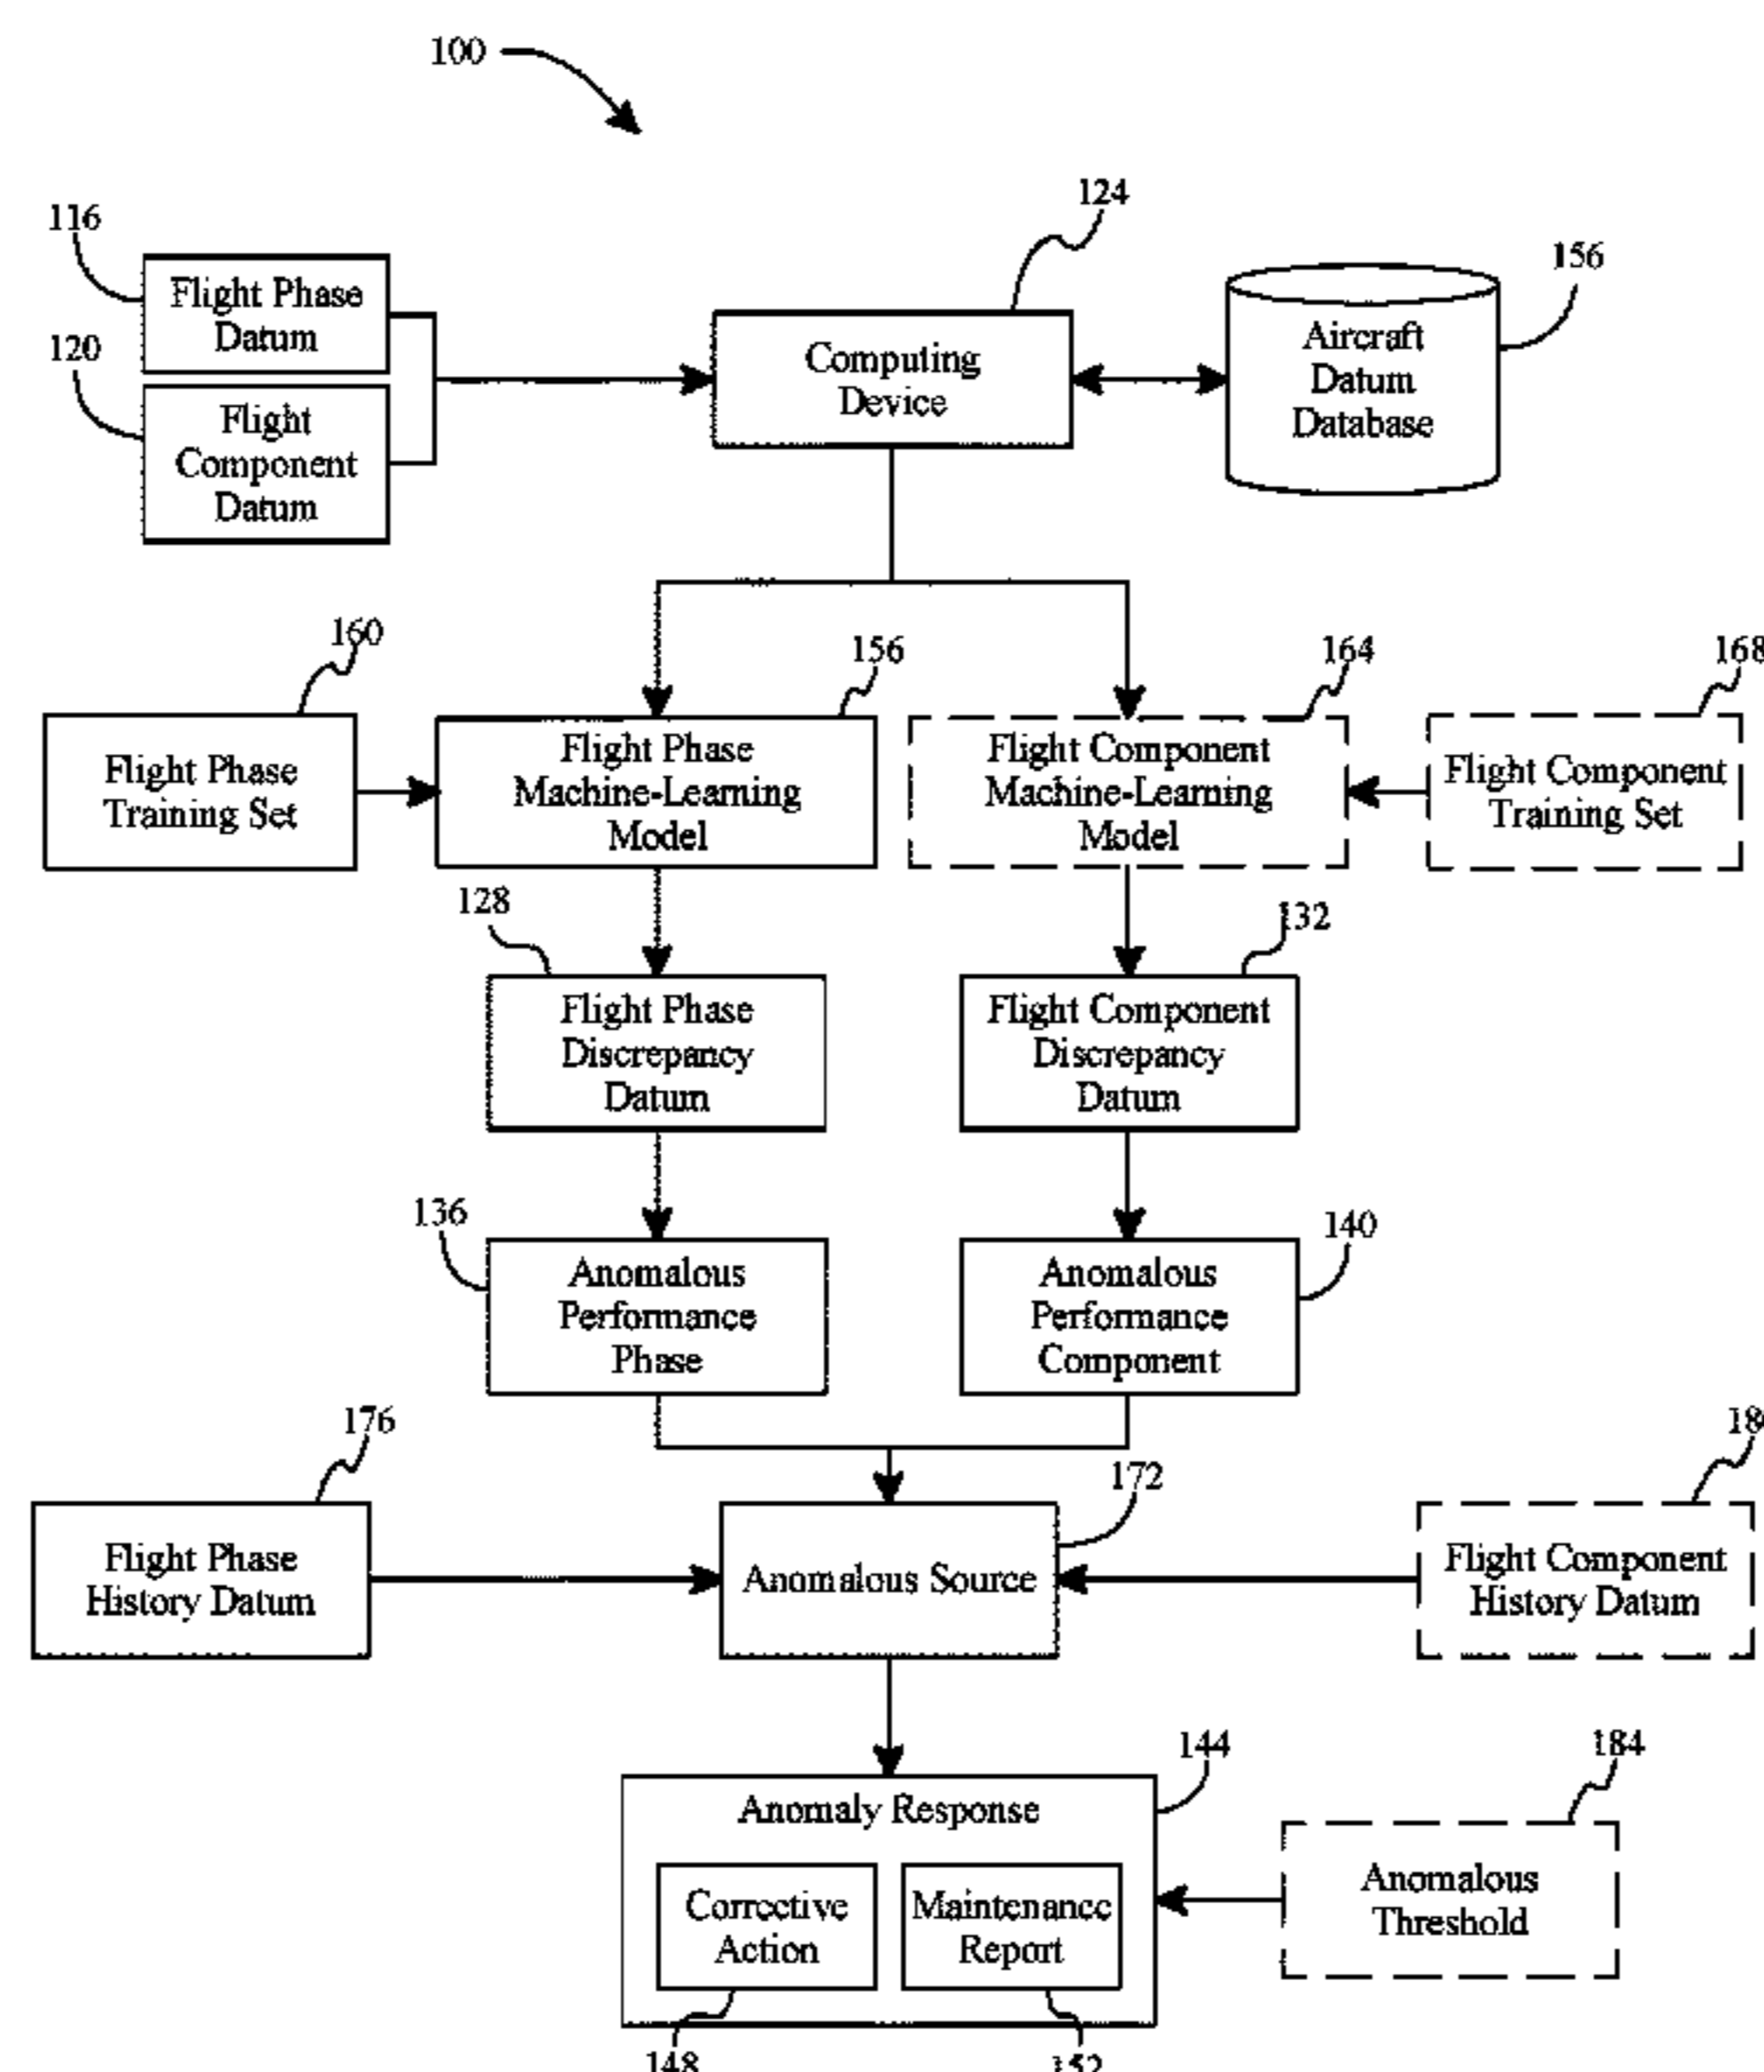 100
124
116
156
Flight Phase
Datum
120
Computing
Device
Aircraft
Datum
Database
Flight
Component
Datum
160
156
164
168
Flight Phase
Training Set
Flight Phase
Machine-Learning
Model
Flight Component
Machine-Learning
Model
Flight Component
Training Set
128
132
Flight Phase
Discrepancy
Datum
Flight Component
Discrepancy
Datum
136
140
Anomalous
Performance
Phase
Anomalous
Performance
Component
176
172
Flight Phase
History Datum
Anomalous Source
Flight Component
History Datum
144
184
Anomaly Response
Corrective
Action
Maintenance
Report
Anomalous
Threshold
148
152